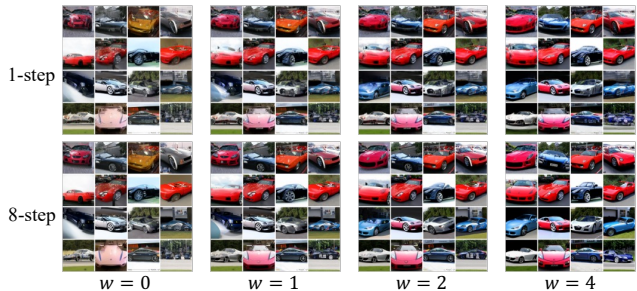 1-step
8-step
w = 0 w = 1 w = 2 w = 4